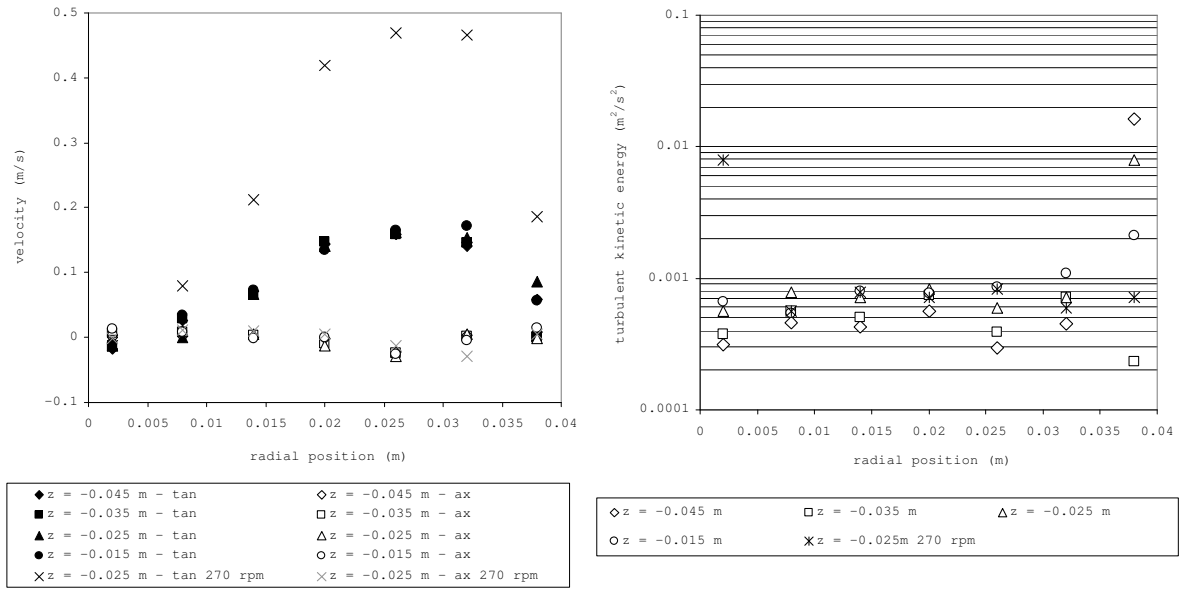 0.5
0.4
0.3
0.2
0.1
0
-0.1
velocity (m/s)
0 0.005 0.01 0.015 0.02 0.025 0.03 0.035 0.04
radial position (m)
z = -0.045 m - tan z = -0.045 m - ax
z = -0.035 m - tan z = -0.035 m - ax
z = -0.025 m - tan z = -0.025 m - ax
z = -0.015 m - tan z = -0.015 m - ax
z = -0.025 m - tan 270 rpm z = -0.025 m - ax 270 rpm
0.1
0.01
0.001
0.0001
turbulent kinetic energy (m²/s²)
0 0.005 0.01 0.015 0.02 0.025 0.03 0.035 0.04
radial position (m)
z = -0.045 m z = -0.035 m z = -0.025 m
z = -0.015 m z = -0.025m 270 rpm